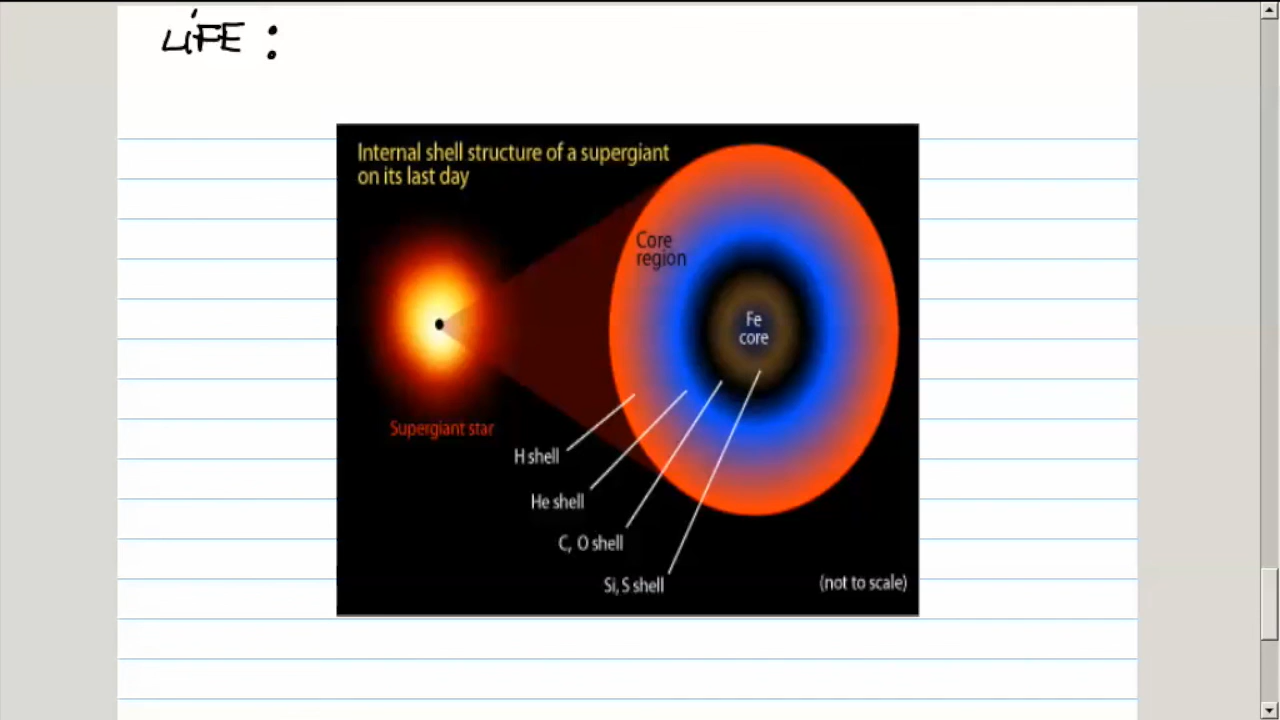 LiFE :
Internal shell structure of a supergiant
on its last day
Core
region
Fe
core
Supergiant star
H shell
He shell
C, O shell
Si, S shell
(not to scale)